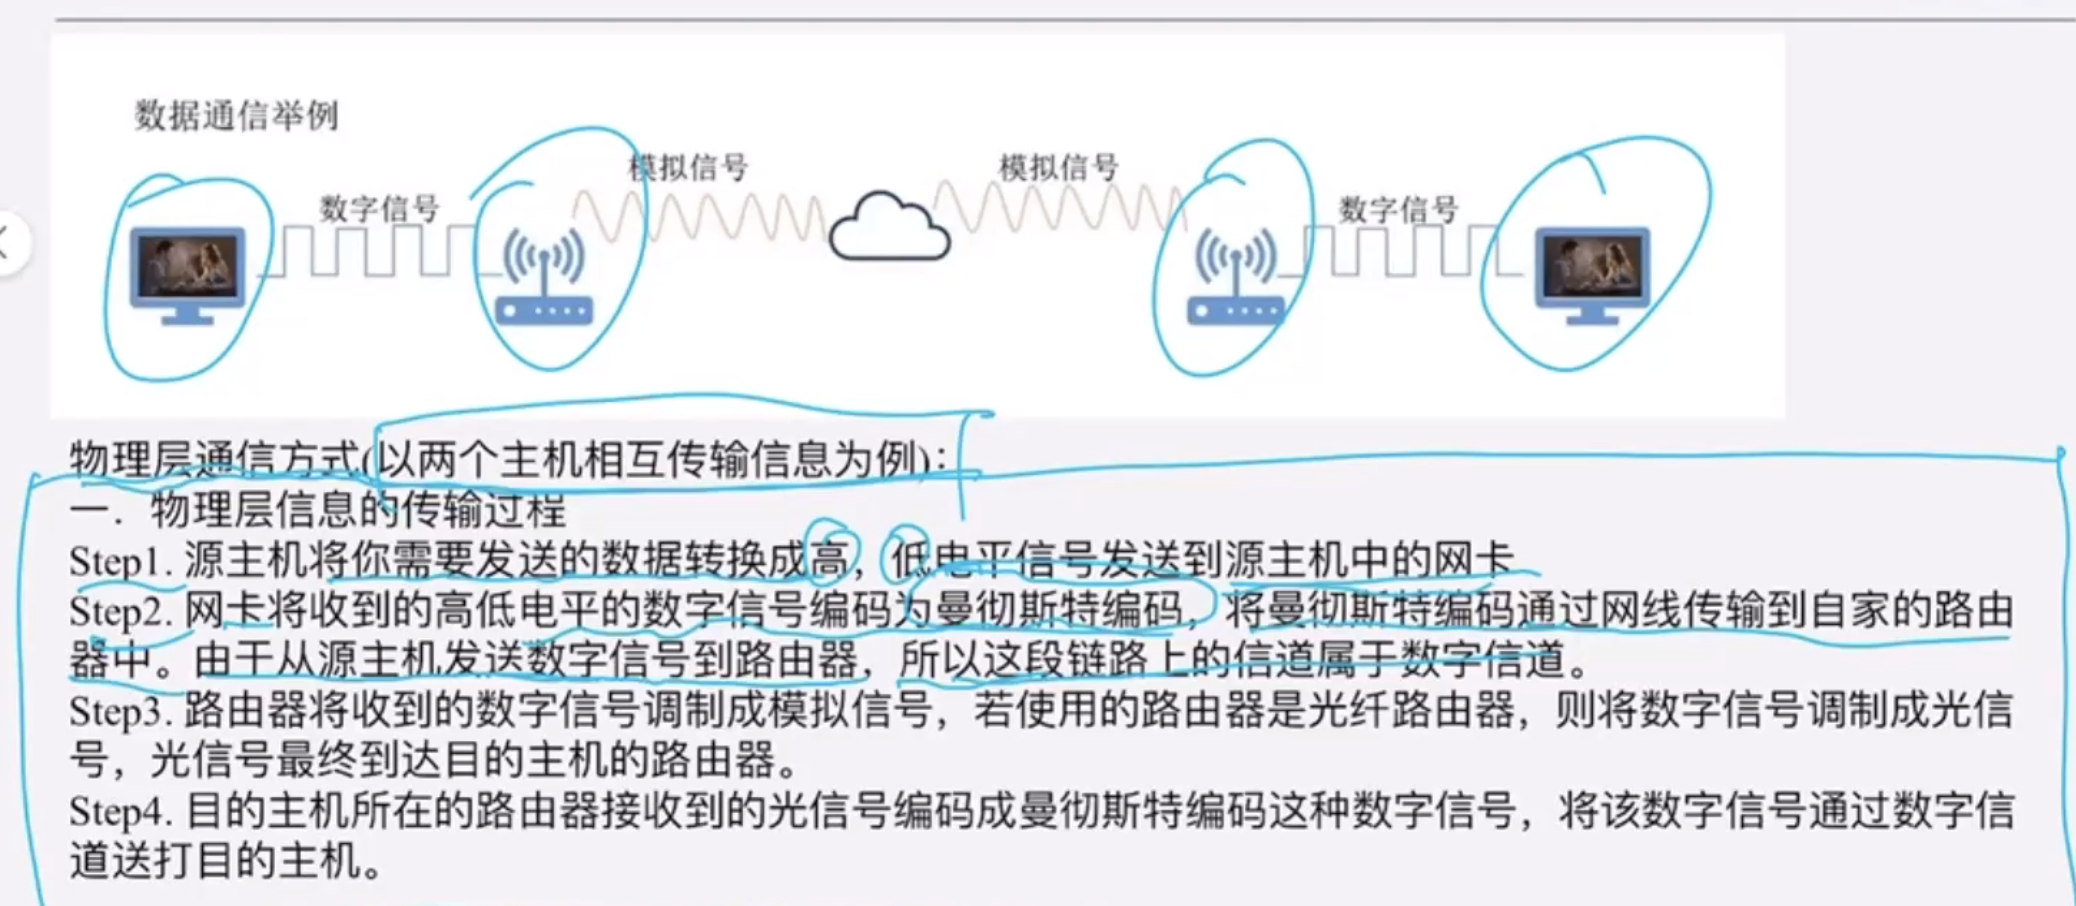 数据通信举例
模拟信号
模拟信号
数字信号
数字信号
物理层通信方式(以两个主机相互传输信息为例):
一. 物理层信息的传输过程
Step1. 源主机将你需要发送的数据转换成高，低电平信号发送到源主机中的网卡
Step2. 网卡将收到的高低电平的数字信号编码为曼彻斯特编码，将曼彻斯特编码通过网线传输到自家的路由
器中。由于从源主机发送数字信号到路由器，所以这段链路上的信道属于数字信道。
Step3. 路由器将收到的数字信号调制成模拟信号，若使用的路由器是光纤路由器，则将数字信号调制成光信
号，光信号最终到达目的主机的路由器。
Step4. 目的主机所在的路由器接收到的光信号编码成曼彻斯特编码这种数字信号，将该数字信号通过数字信
道送打目的主机。